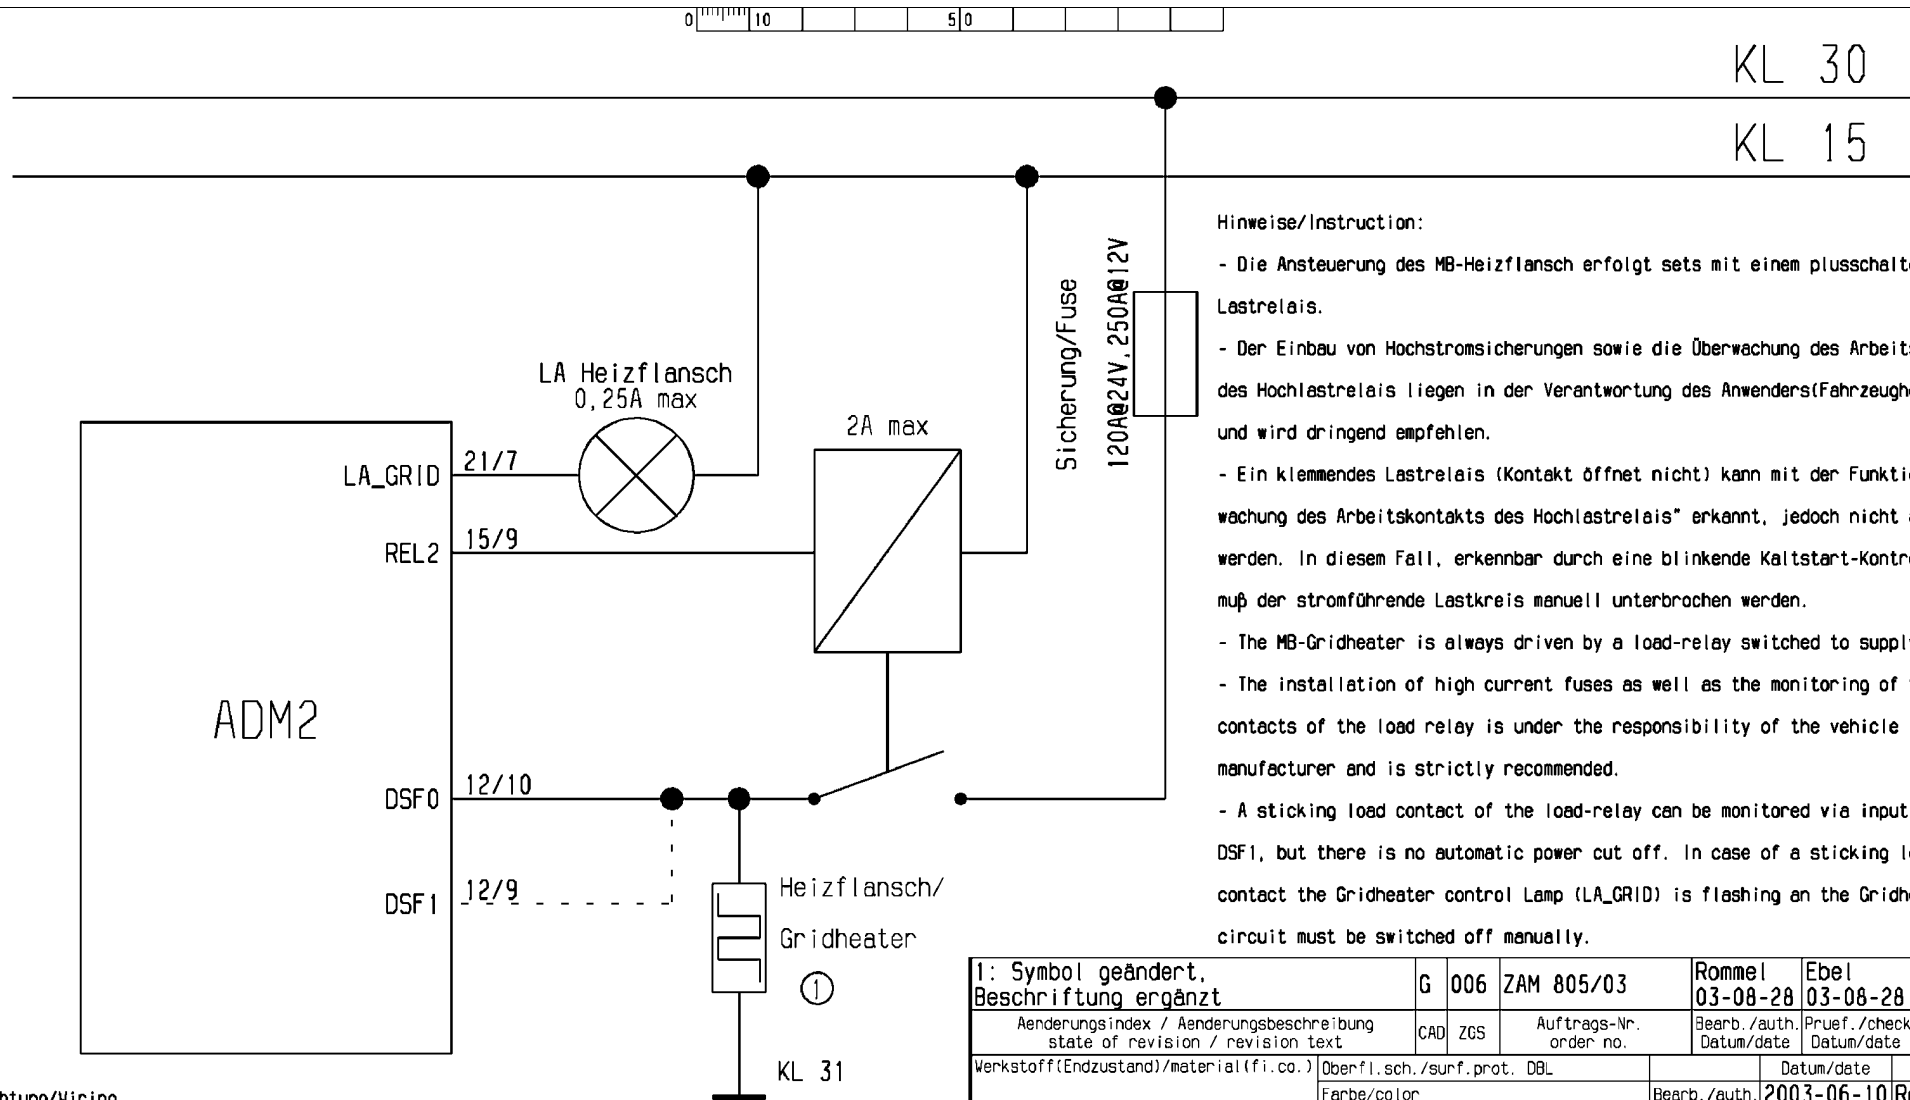 0 10 50
KL 30
KL 15
Hinweise/Instruction:
- Die Ansteuerung des MB-Heizflansch erfolgt sets mit einem plusschalte
Lastrelais.
- Der Einbau von Hochstromsicherungen sowie die Überwachung des Arbeits
des Hochlastrelais liegen in der Verantwortung des Anwenders(Fahrzeughe
und wird dringend empfehlen.
- Ein klemmendes Lastrelais (Kontakt öffnet nicht) kann mit der Funktio
wachung des Arbeitskontakts des Hochlastrelais" erkannt, jedoch nicht a
werden. In diesem Fall, erkennbar durch eine blinkende Kaltstart-Kontro
muß der stromführende Lastkreis manuell unterbrochen werden.
- The MB-Gridheater is always driven by a load-relay switched to supply
- The installation of high current fuses as well as the monitoring of
contacts of the load relay is under the responsibility of the vehicle
manufacturer and is strictly recommended.
- A sticking load contact of the load-relay can be monitored via input
DSF1, but there is no automatic power cut off. In case of a sticking lo
contact the Gridheater control Lamp (LA_GRID) is flashing an the Gridhe
circuit must be switched off manually.
Sicherung/Fuse
120A@24V,250A@12V
LA Heizflansch
0,25A max
2A max
LA_GRID 21/7
REL2 15/9
ADM2
DSF0 12/10
DSF1 12/9
Heizflansch/
Gridheater
1
KL 31
1: Symbol geändert,
Beschriftung ergänzt
G 006 ZAM 805/03
Rommel
03-08-28
Ebel
03-08-28
Aenderungsindex / Aenderungsbeschreibung
state of revision / revision text
CAD ZGS
Auftrags-Nr.
order no.
Bearb./auth.
Datum/date
Pruef./check
Datum/date
Werkstoff(Endzustand)/material(fi.co.)
Oberfl.sch./surf.prot. DBL
Datum/date
Farbe/color
Bearb./auth. 2003-06-10